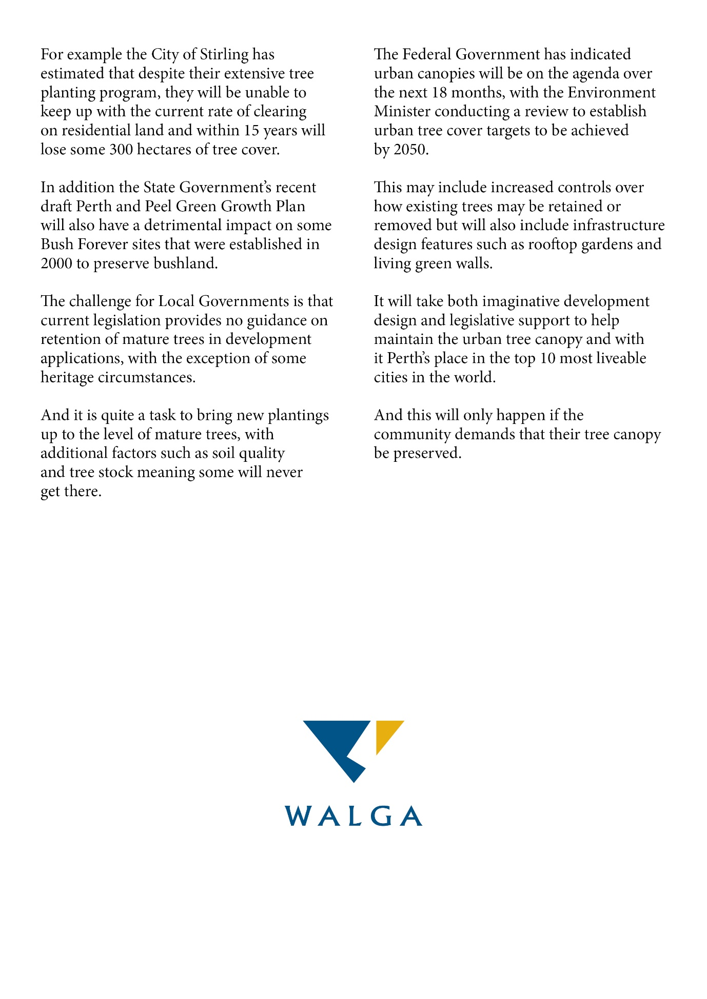 For example the City of Stirling has
estimated that despite their extensive tree
planting program, they will be unable to
keep up with the current rate of clearing
on residential land and within 15 years will
lose some 300 hectares of tree cover.
In addition the State Government’s recent
draft Perth and Peel Green Growth Plan
will also have a detrimental impact on some
Bush Forever sites that were established in
2000 to preserve bushland.
The challenge for Local Governments is that
current legislation provides no guidance on
retention of mature trees in development
applications, with the exception of some
heritage circumstances.
And it is quite a task to bring new plantings
up to the level of mature trees, with
additional factors such as soil quality
and tree stock meaning some will never
get there.
The Federal Government has indicated
urban canopies will be on the agenda over
the next 18 months, with the Environment
Minister conducting a review to establish
urban tree cover targets to be achieved
by 2050.
This may include increased controls over
how existing trees may be retained or
removed but will also include infrastructure
design features such as rooftop gardens and
living green walls.
It will take both imaginative development
design and legislative support to help
maintain the urban tree canopy and with
it Perth’s place in the top 10 most liveable
cities in the world.
And this will only happen if the
community demands that their tree canopy
be preserved.
WALGA